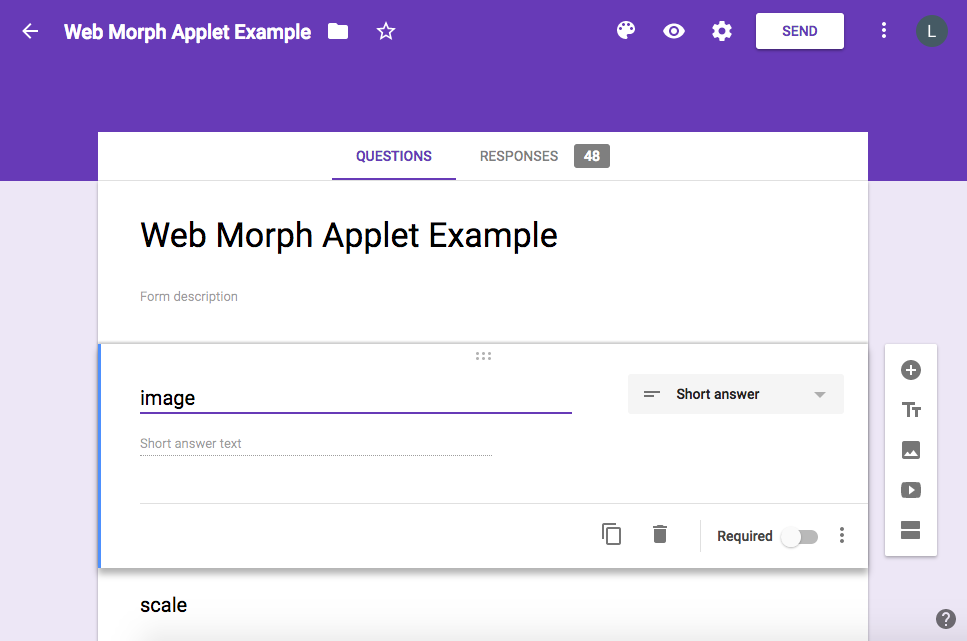 Web Morph Applet Example
SEND
L
QUESTIONS
RESPONSES 48
Web Morph Applet Example
Form description
image
Short answer
Short answer text
Required
scale